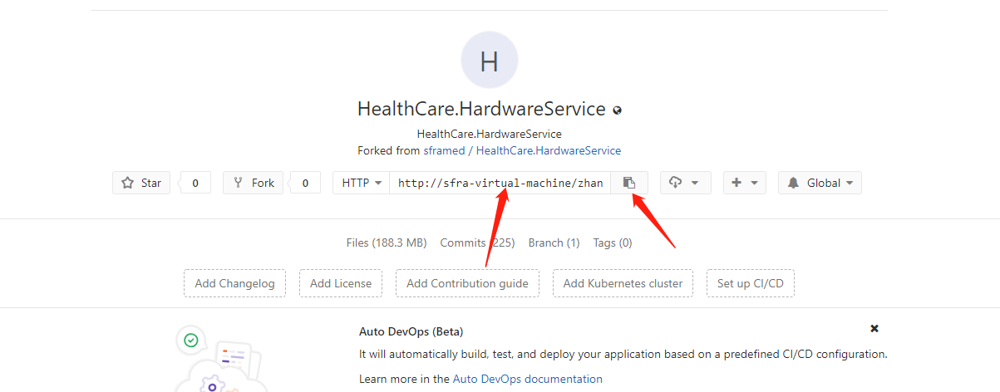 H
HealthCare.HardwareService
HealthCare.HardwareService
Forked from sframed / HealthCare.HardwareService
Star 0 Fork 0 HTTP http://sfra-virtual-machine/zhan Global
Files (188.3 MB) Commits (225) Branch (1) Tags (0)
Add Changelog Add License Add Contribution guide Add Kubernetes cluster Set up CI/CD
Auto DevOps (Beta)
It will automatically build, test, and deploy your application based on a predefined CI/CD configuration.
Learn more in the Auto DevOps documentation